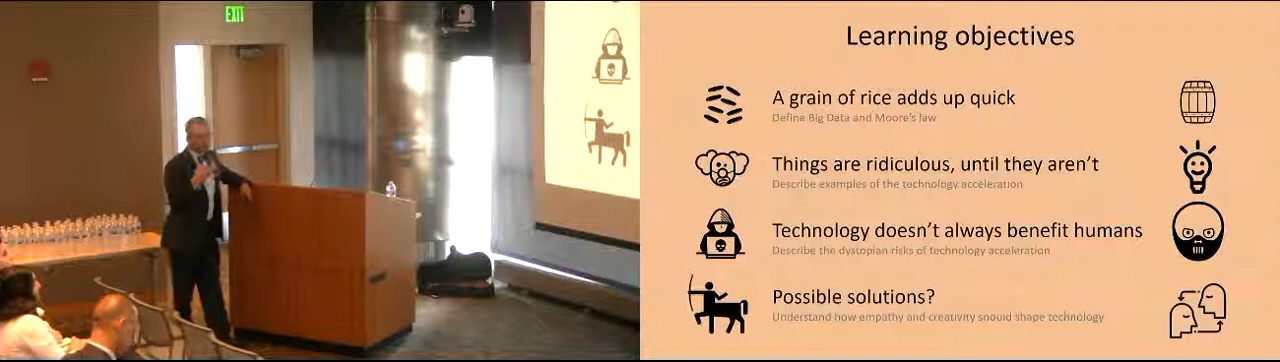 EXIT
Learning objectives
A grain of rice adds up quick
Define Big Data and Moore's law
Things are ridiculous, until they aren't
Describe examples of the technology acceleration
Technology doesn't always benefit humans
Describe the dystopian risks of technology acceleration
Possible solutions?
Understand how empathy and creativity should shape technology